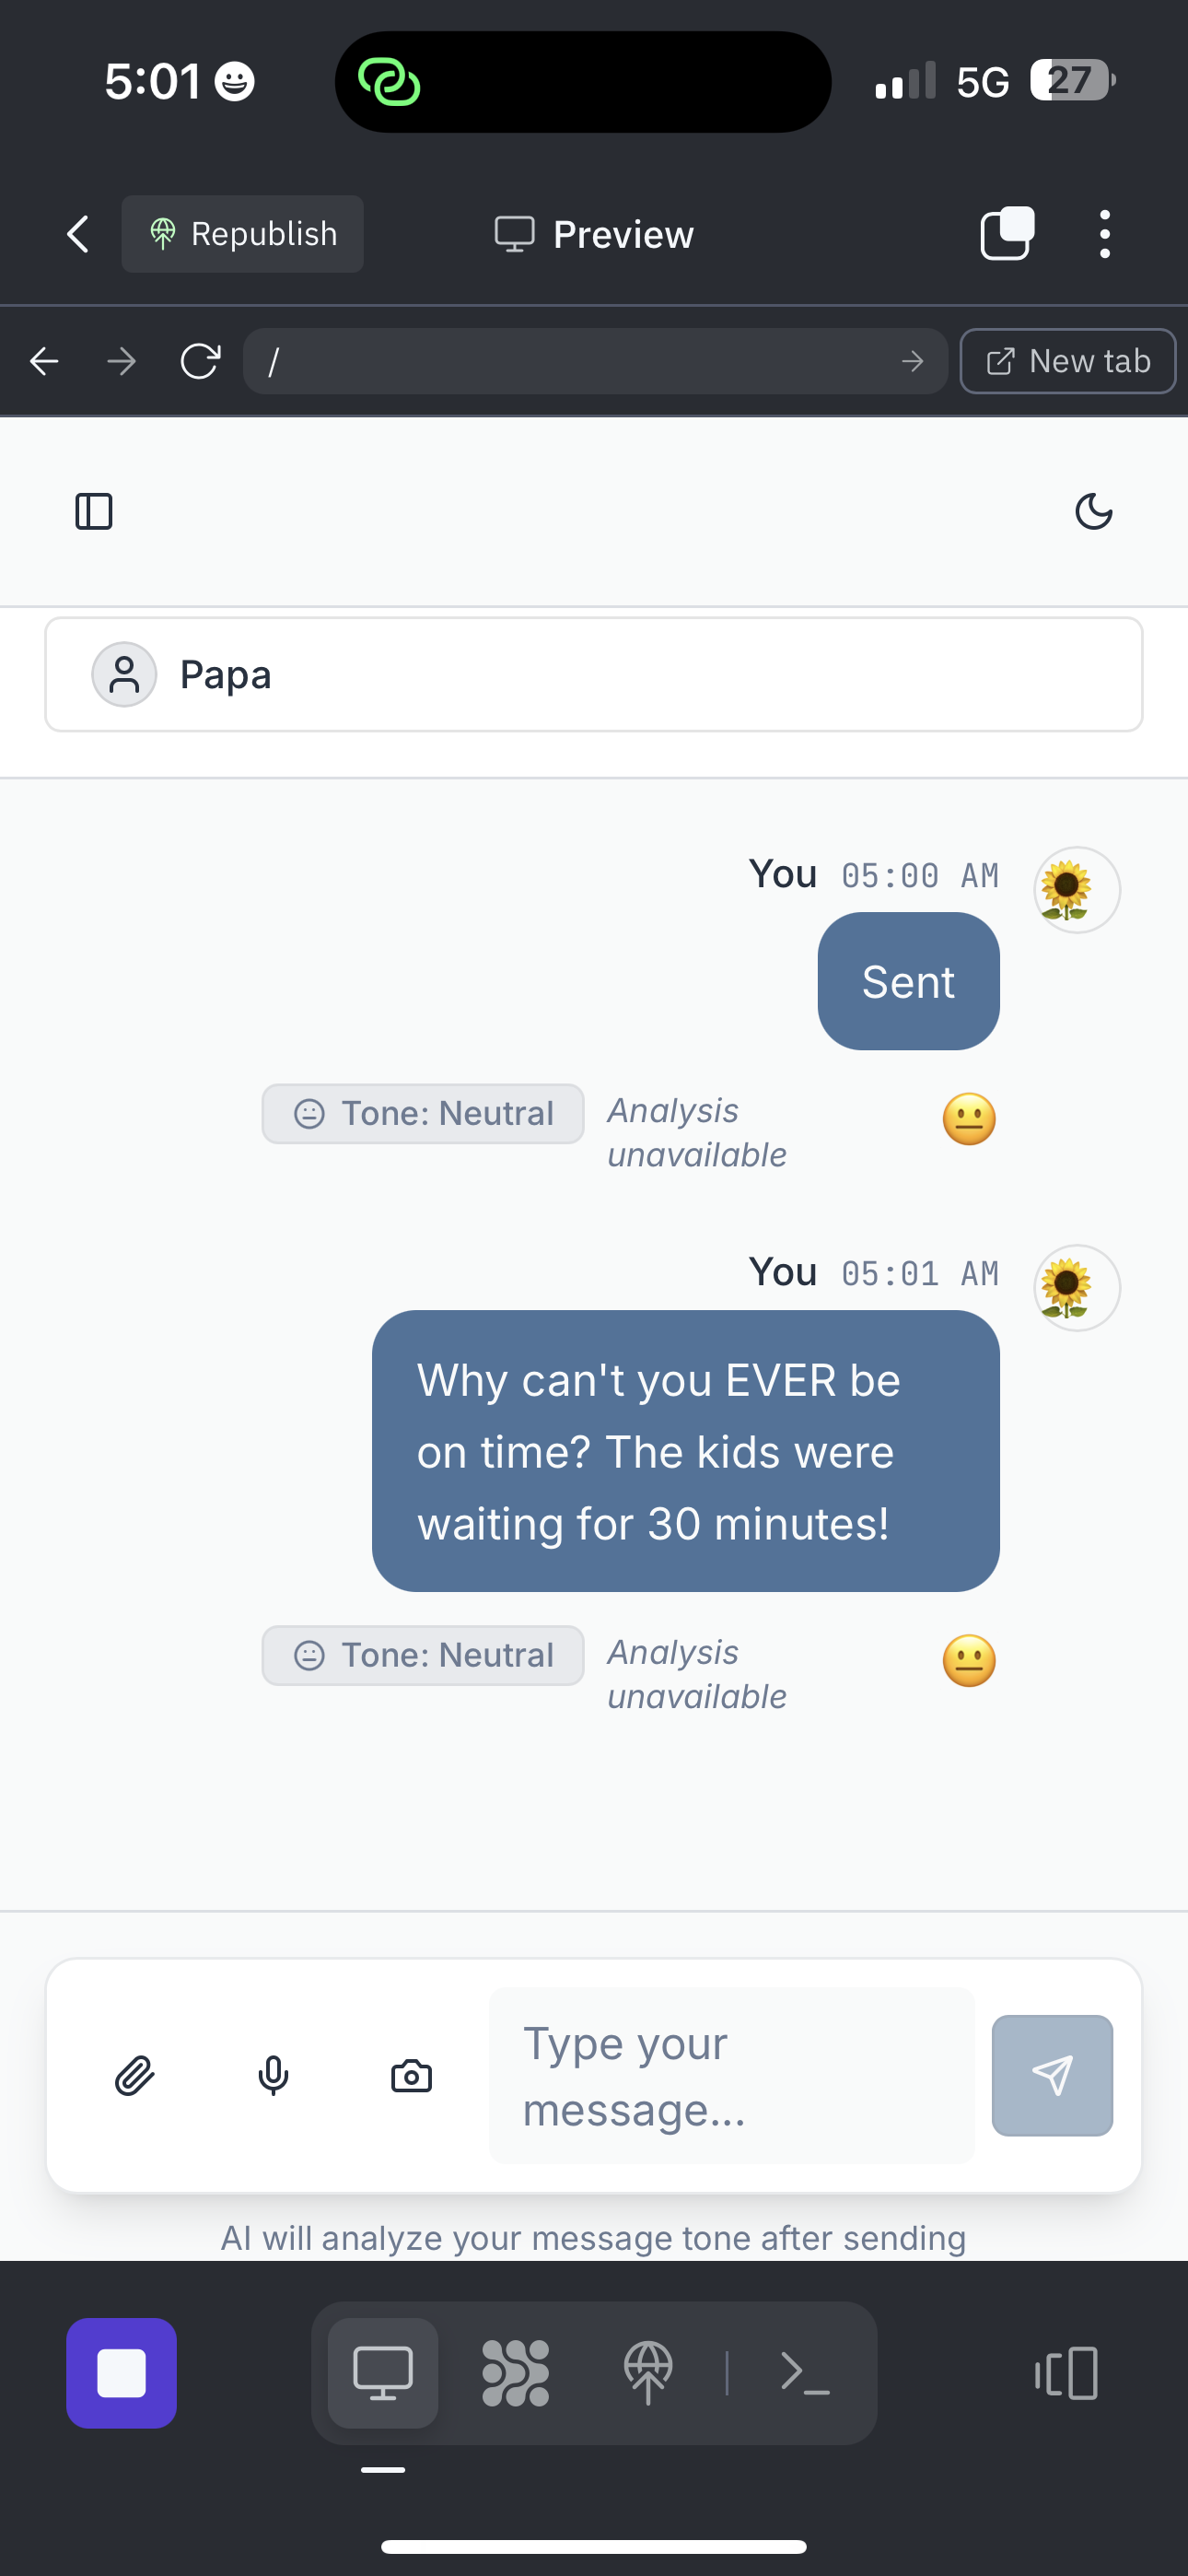 5:01
5G
27
Republish
Preview
/
New tab
Papa
You 05:00 AM
Sent
Tone: Neutral
Analysis
unavailable
You 05:01 AM
Why can't you EVER be
on time? The kids were
waiting for 30 minutes!
Tone: Neutral
Analysis
unavailable
Type your
message...
AI will analyze your message tone after sending